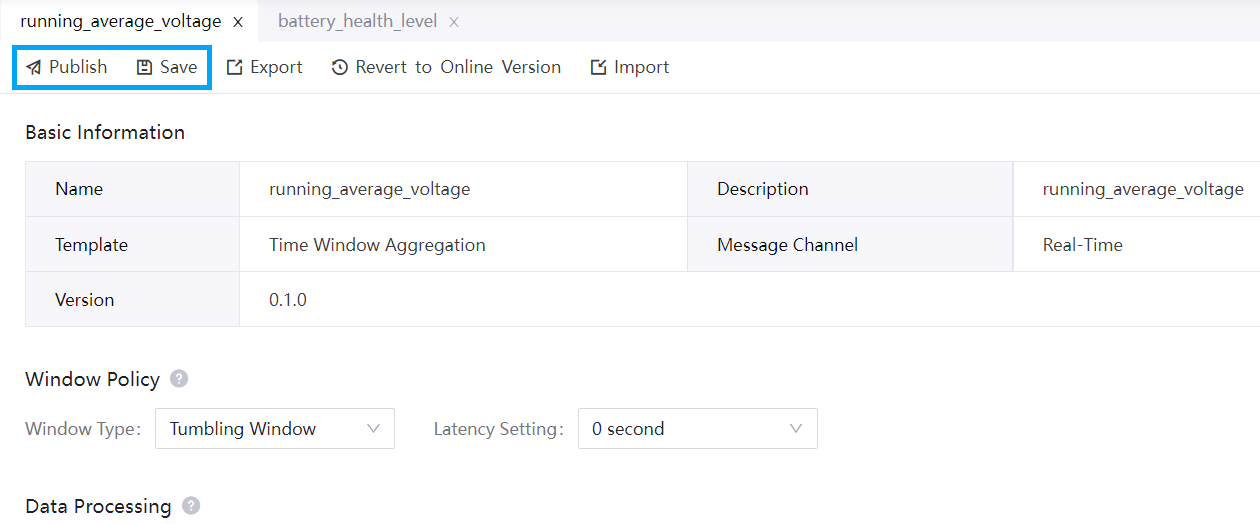 running_average_voltage x battery_health_level x
Publish Save Export Revert to Online Version Import
Basic Information
Name running_average_voltage Description running_average_voltage
Template Time Window Aggregation Message Channel Real-Time
Version 0.1.0
Window Policy ?
Window Type: Tumbling Window Latency Setting: 0 second
Data Processing ?